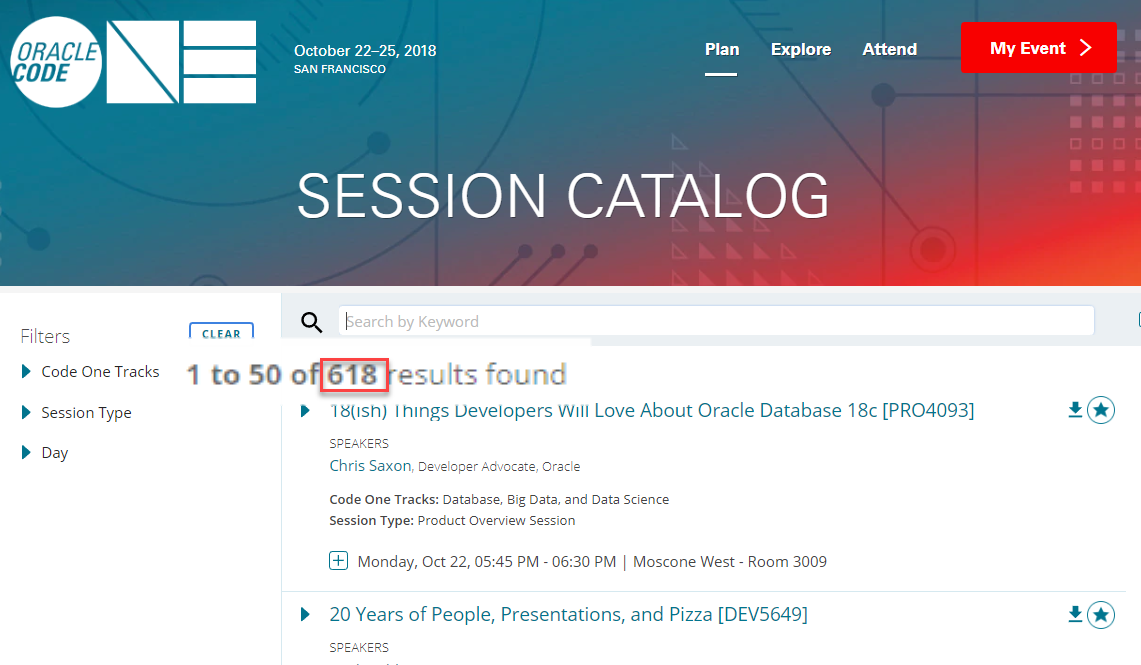 ORACLE
CODE
ONE
October 22–25, 2018
SAN FRANCISCO
Plan
Explore
Attend
My Event
SESSION CATALOG
Filters
CLEAR
Code One Tracks
Session Type
Day
Search by Keyword
1 to 50 of 618 results found
18(ish) Things Developers Will Love About Oracle Database 18c [PRO4093]
SPEAKERS
Chris Saxon, Developer Advocate, Oracle
Code One Tracks: Database, Big Data, and Data Science
Session Type: Product Overview Session
Monday, Oct 22, 05:45 PM - 06:30 PM | Moscone West - Room 3009
20 Years of People, Presentations, and Pizza [DEV5649]
SPEAKERS